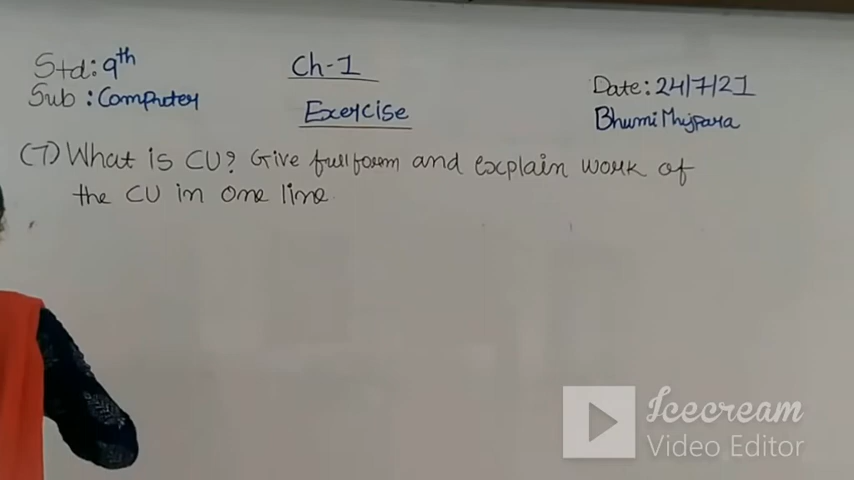 Std: 9th
Sub: Computer
Ch-1
Exercise
Date: 24/7/21
Bhumi Mujpara
(7) What is CU? Give full form and explain work of
the CU in one line
Icecream
Video Editor